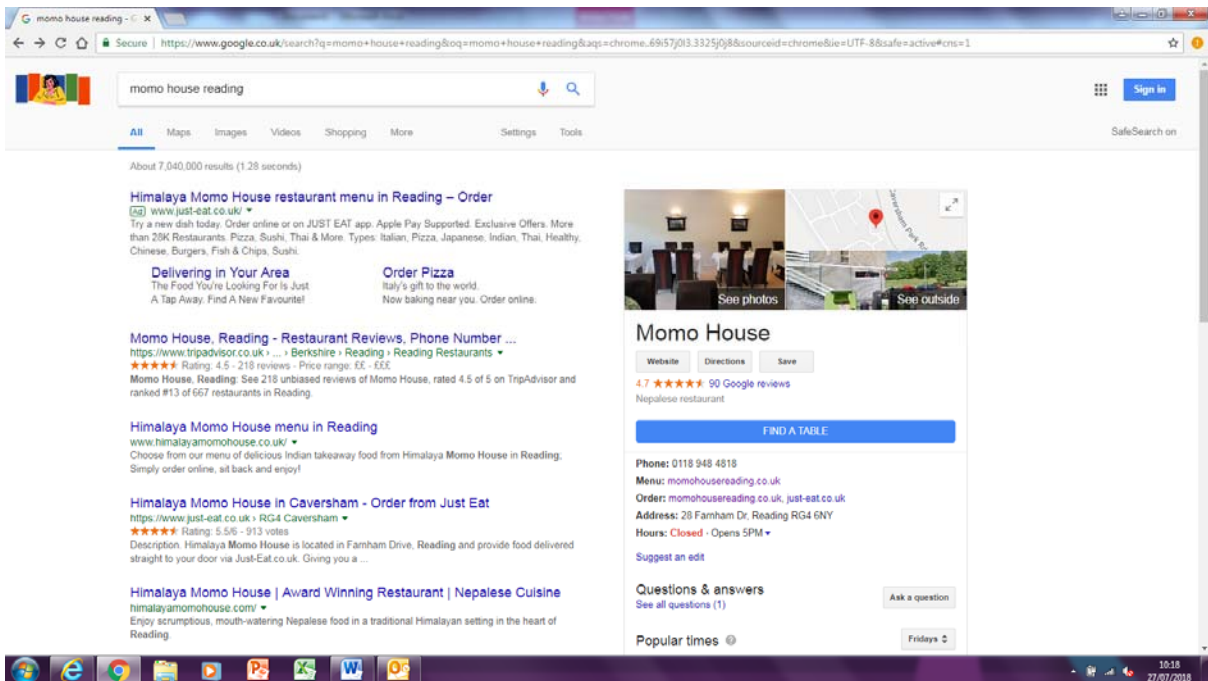 momo house reading - G
Secure | https://www.google.co.uk/search?q=momo+house+reading&oq=momo+house+reading&aqs=chrome..69i57j0l3.3325j0j8&sourceid=chrome&ie=UTF-8&safe=active#cns=1
momo house reading
Sign in
All Maps Images Videos Shopping More Settings Tools
SafeSearch on
About 7,040,000 results (1.28 seconds)
Himalaya Momo House restaurant menu in Reading – Order
Ad www.just-eat.co.uk/
Try a new dish today. Order online or on JUST EAT app. Apple Pay Supported. Exclusive Offers. More
than 28K Restaurants. Pizza, Sushi, Thai & More. Types: Italian, Pizza, Japanese, Indian, Thai, Healthy,
Chinese, Burgers, Fish & Chips, Sushi.
Delivering in Your Area
The Food You're Looking For Is Just
A Tap Away. Find A New Favourite!
Order Pizza
Italy's gift to the world.
Now baking near you. Order online.
Momo House, Reading - Restaurant Reviews, Phone Number ...
https://www.tripadvisor.co.uk › ... › Berkshire › Reading › Reading Restaurants
Rating: 4.5 - 218 reviews - Price range: ££ - £££
Momo House, Reading: See 218 unbiased reviews of Momo House, rated 4.5 of 5 on TripAdvisor and
ranked #13 of 667 restaurants in Reading.
Himalaya Momo House menu in Reading
www.himalayamomohouse.co.uk/
Choose from our menu of delicious Indian takeaway food from Himalaya Momo House in Reading;
Simply order online, sit back and enjoy!
Himalaya Momo House in Caversham - Order from Just Eat
https://www.just-eat.co.uk › RG4 Caversham
Rating: 5.5/6 - 913 votes
Description. Himalaya Momo House is located in Farnham Drive, Reading and provide food delivered
straight to your door via Just-Eat.co.uk. Giving you a ...
Himalaya Momo House | Award Winning Restaurant | Nepalese Cuisine
himalayamomohouse.com/
Enjoy scrumptious, mouth-watering Nepalese food in a traditional Himalayan setting in the heart of
Reading.
Caversham Park Rd
See photos
See outside
Momo House
Website Directions Save
4.7 90 Google reviews
Nepalese restaurant
FIND A TABLE
Phone: 0118 948 4818
Menu: momohousereading.co.uk
Order: momohousereading.co.uk, just-eat.co.uk
Address: 28 Farnham Dr, Reading RG4 6NY
Hours: Closed · Opens 5PM
Suggest an edit
Questions & answers
See all questions (1)
Ask a question
Popular times
Fridays
10:18
27/07/2018